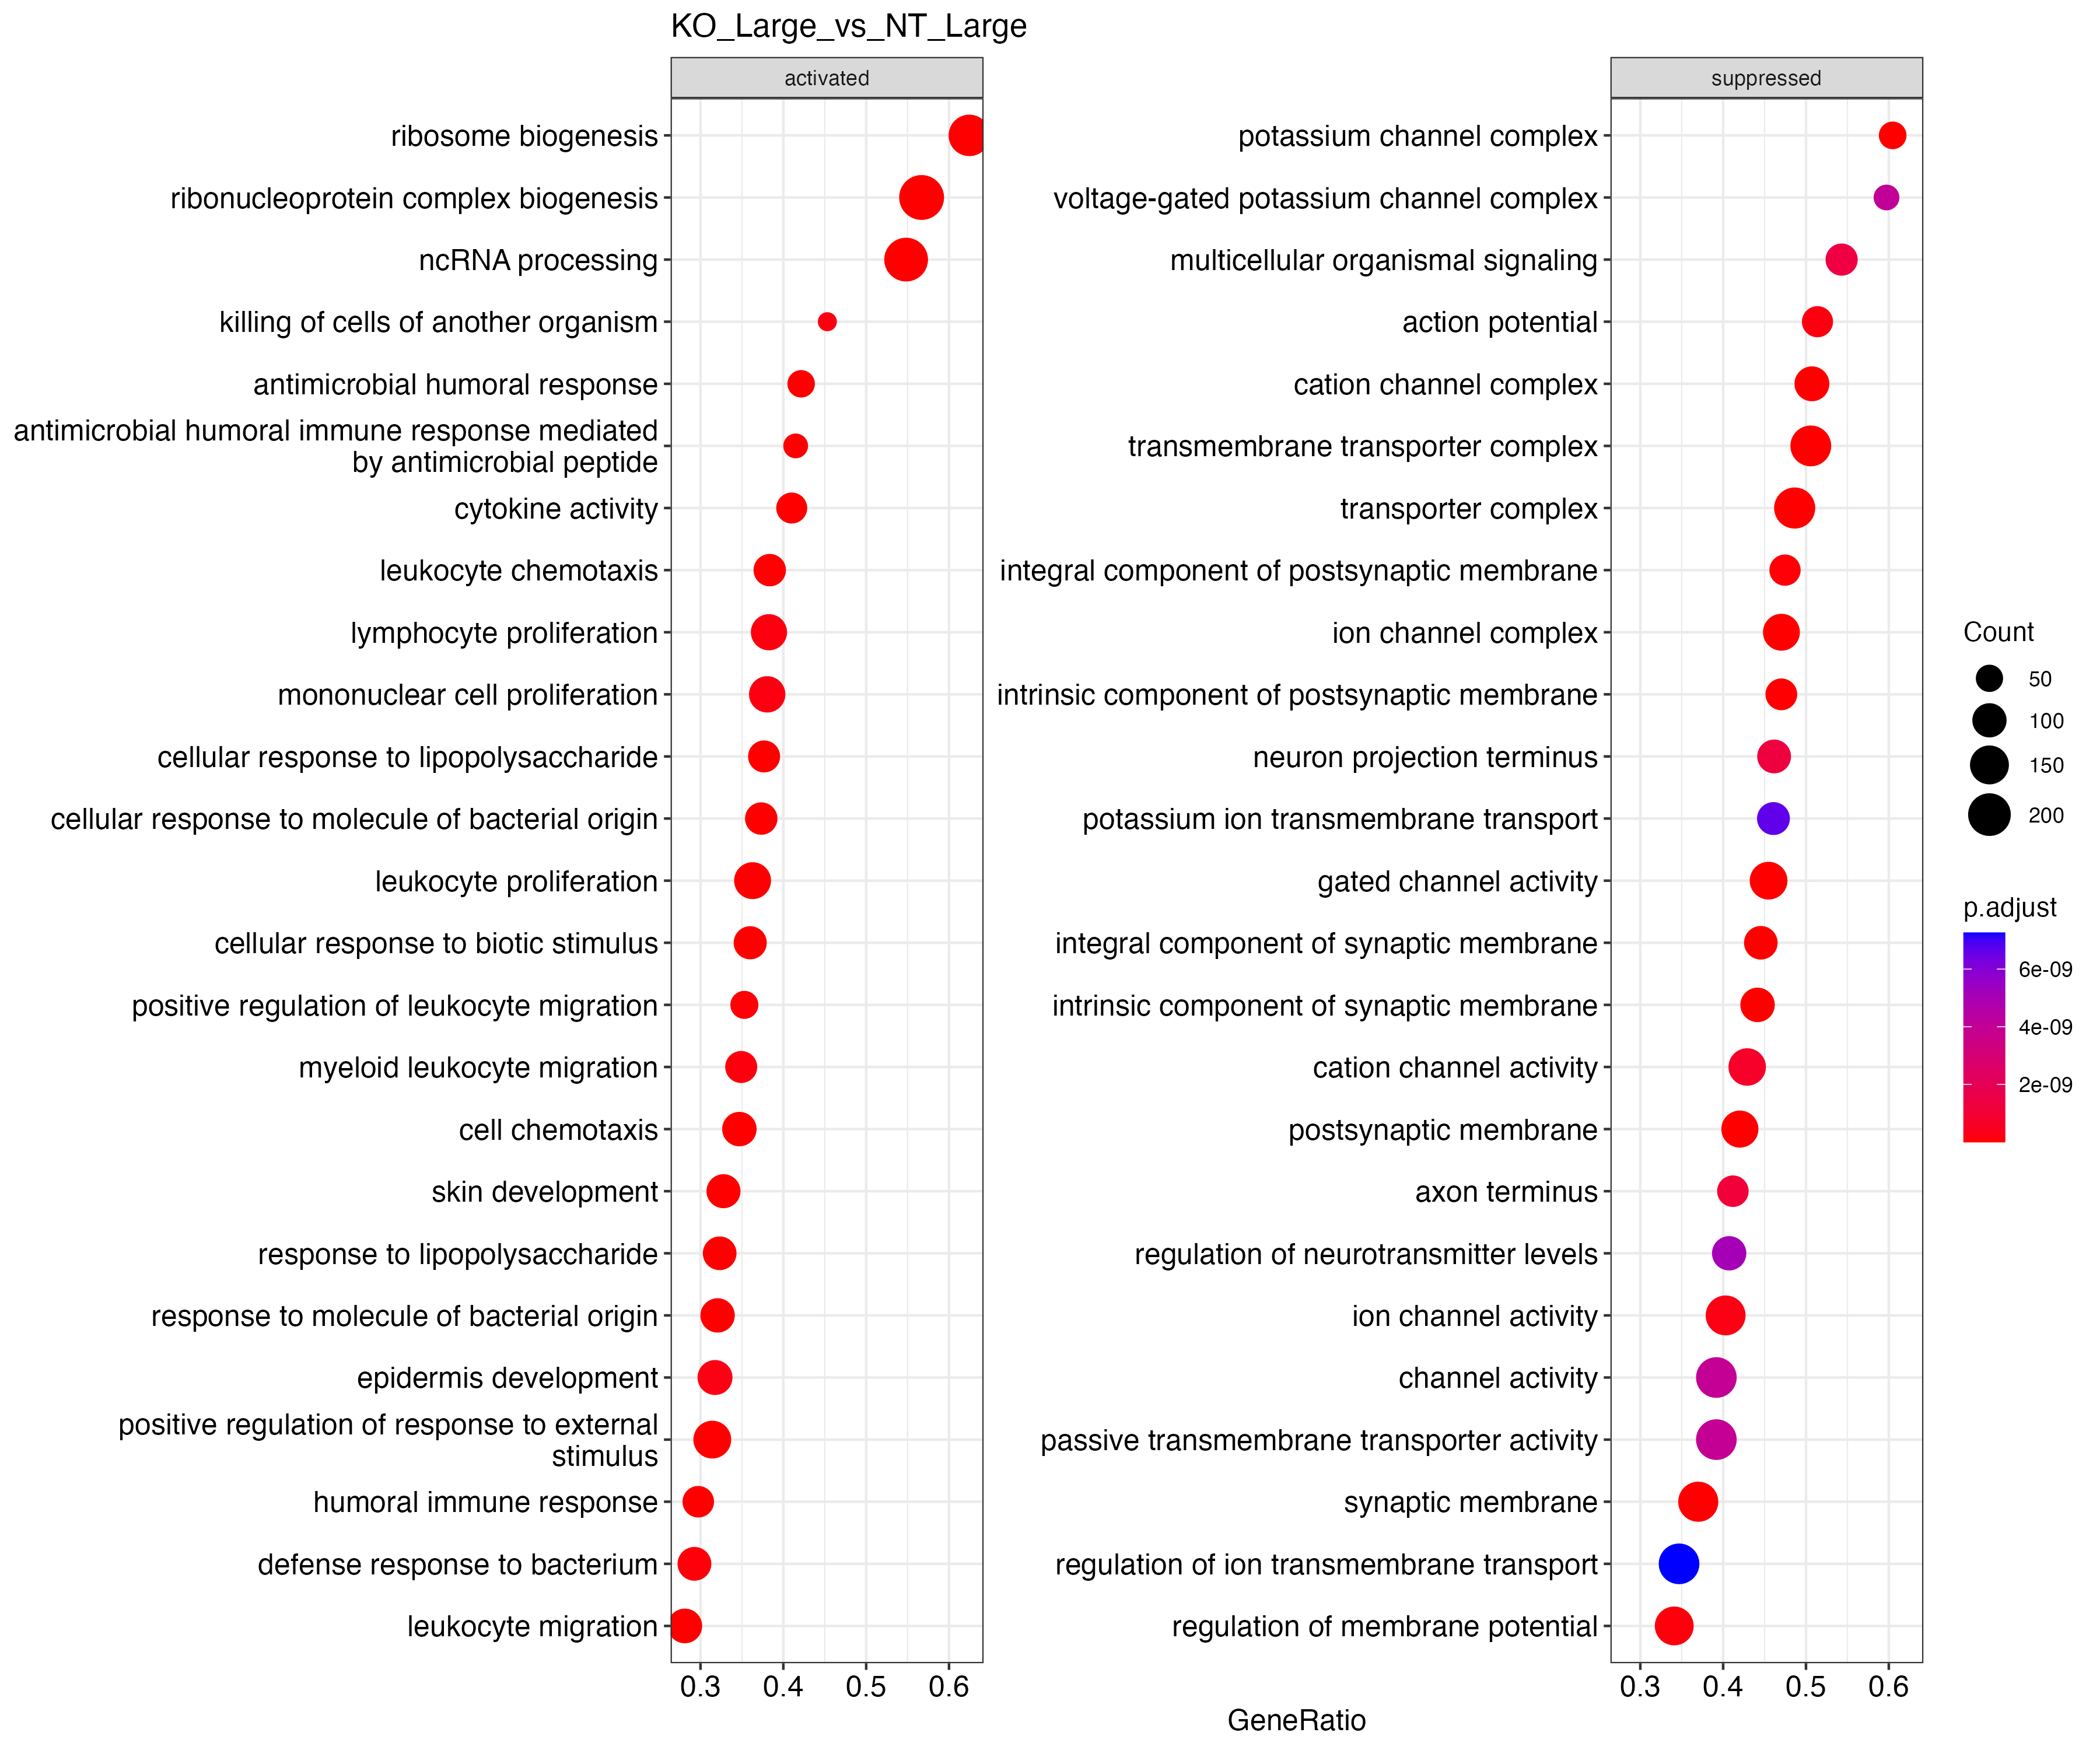 KO_Large_vs_NT_Large
activated
ribosome biogenesis
ribonucleoprotein complex biogenesis
ncRNA processing
killing of cells of another organism
antimicrobial humoral response
antimicrobial humoral immune response mediated
by antimicrobial peptide
cytokine activity
leukocyte chemotaxis
lymphocyte proliferation
mononuclear cell proliferation
cellular response to lipopolysaccharide
cellular response to molecule of bacterial origin
leukocyte proliferation
cellular response to biotic stimulus
positive regulation of leukocyte migration
myeloid leukocyte migration
cell chemotaxis
skin development
response to lipopolysaccharide
response to molecule of bacterial origin
epidermis development
positive regulation of response to external
stimulus
humoral immune response
defense response to bacterium
leukocyte migration
0.3 0.4 0.5 0.6
suppressed
potassium channel complex
voltage-gated potassium channel complex
multicellular organismal signaling
action potential
cation channel complex
transmembrane transporter complex
transporter complex
integral component of postsynaptic membrane
ion channel complex
intrinsic component of postsynaptic membrane
neuron projection terminus
potassium ion transmembrane transport
gated channel activity
integral component of synaptic membrane
intrinsic component of synaptic membrane
cation channel activity
postsynaptic membrane
axon terminus
regulation of neurotransmitter levels
ion channel activity
channel activity
passive transmembrane transporter activity
synaptic membrane
regulation of ion transmembrane transport
regulation of membrane potential
0.3 0.4 0.5 0.6
GeneRatio
Count
50
100
150
200
p.adjust
6e-09
4e-09
2e-09